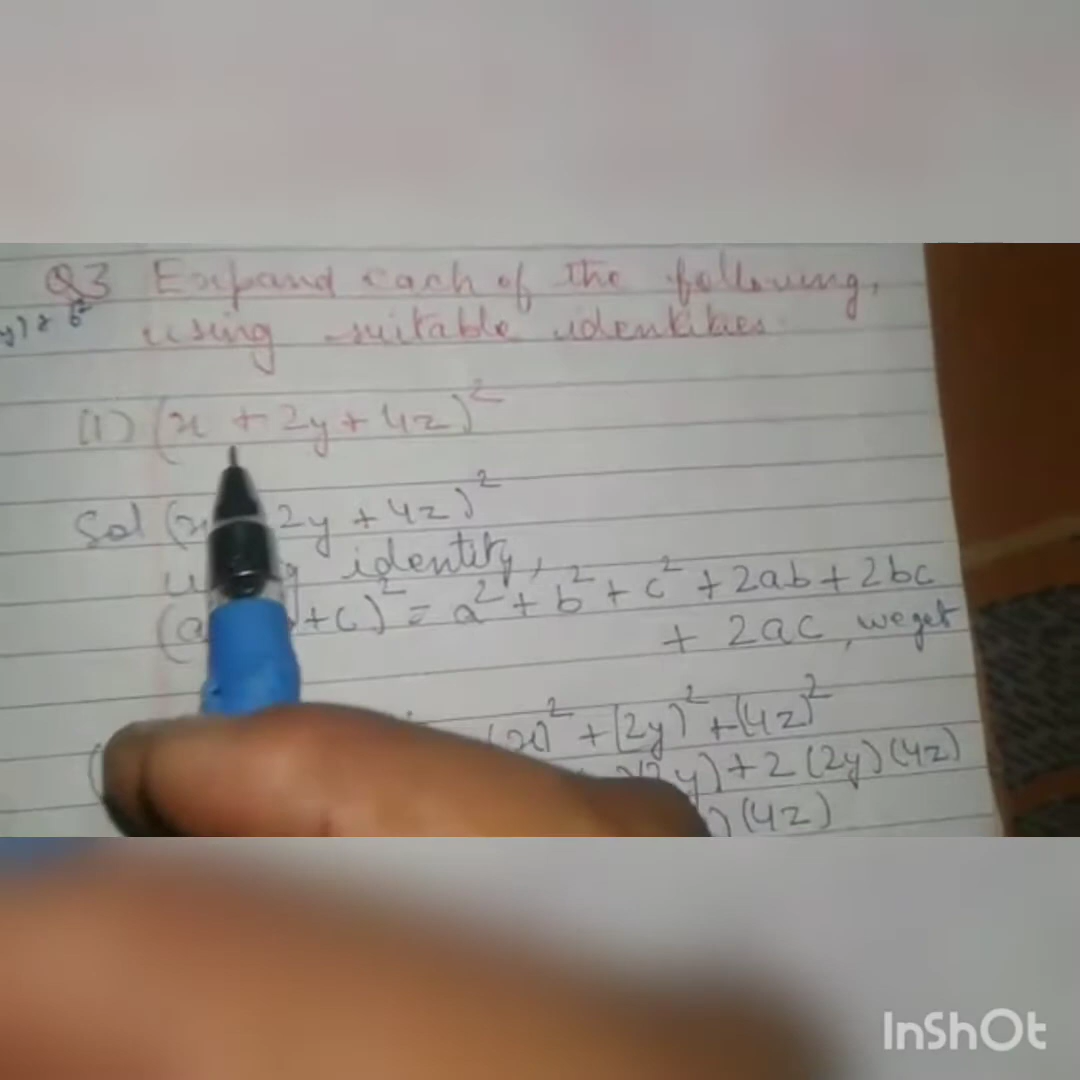 Q3 Expand each of the following,
using suitable identities.
(1) (x + 2y + 4z)²
Sol (x 2y + 4z)²
identity,
(a +c)² = a² + b² + c² + 2ab + 2bc
+ 2ac, we get
(x)² + (2y)² + (4z)²
y) + 2 (2y) (4z)
) (4z)
InShOt